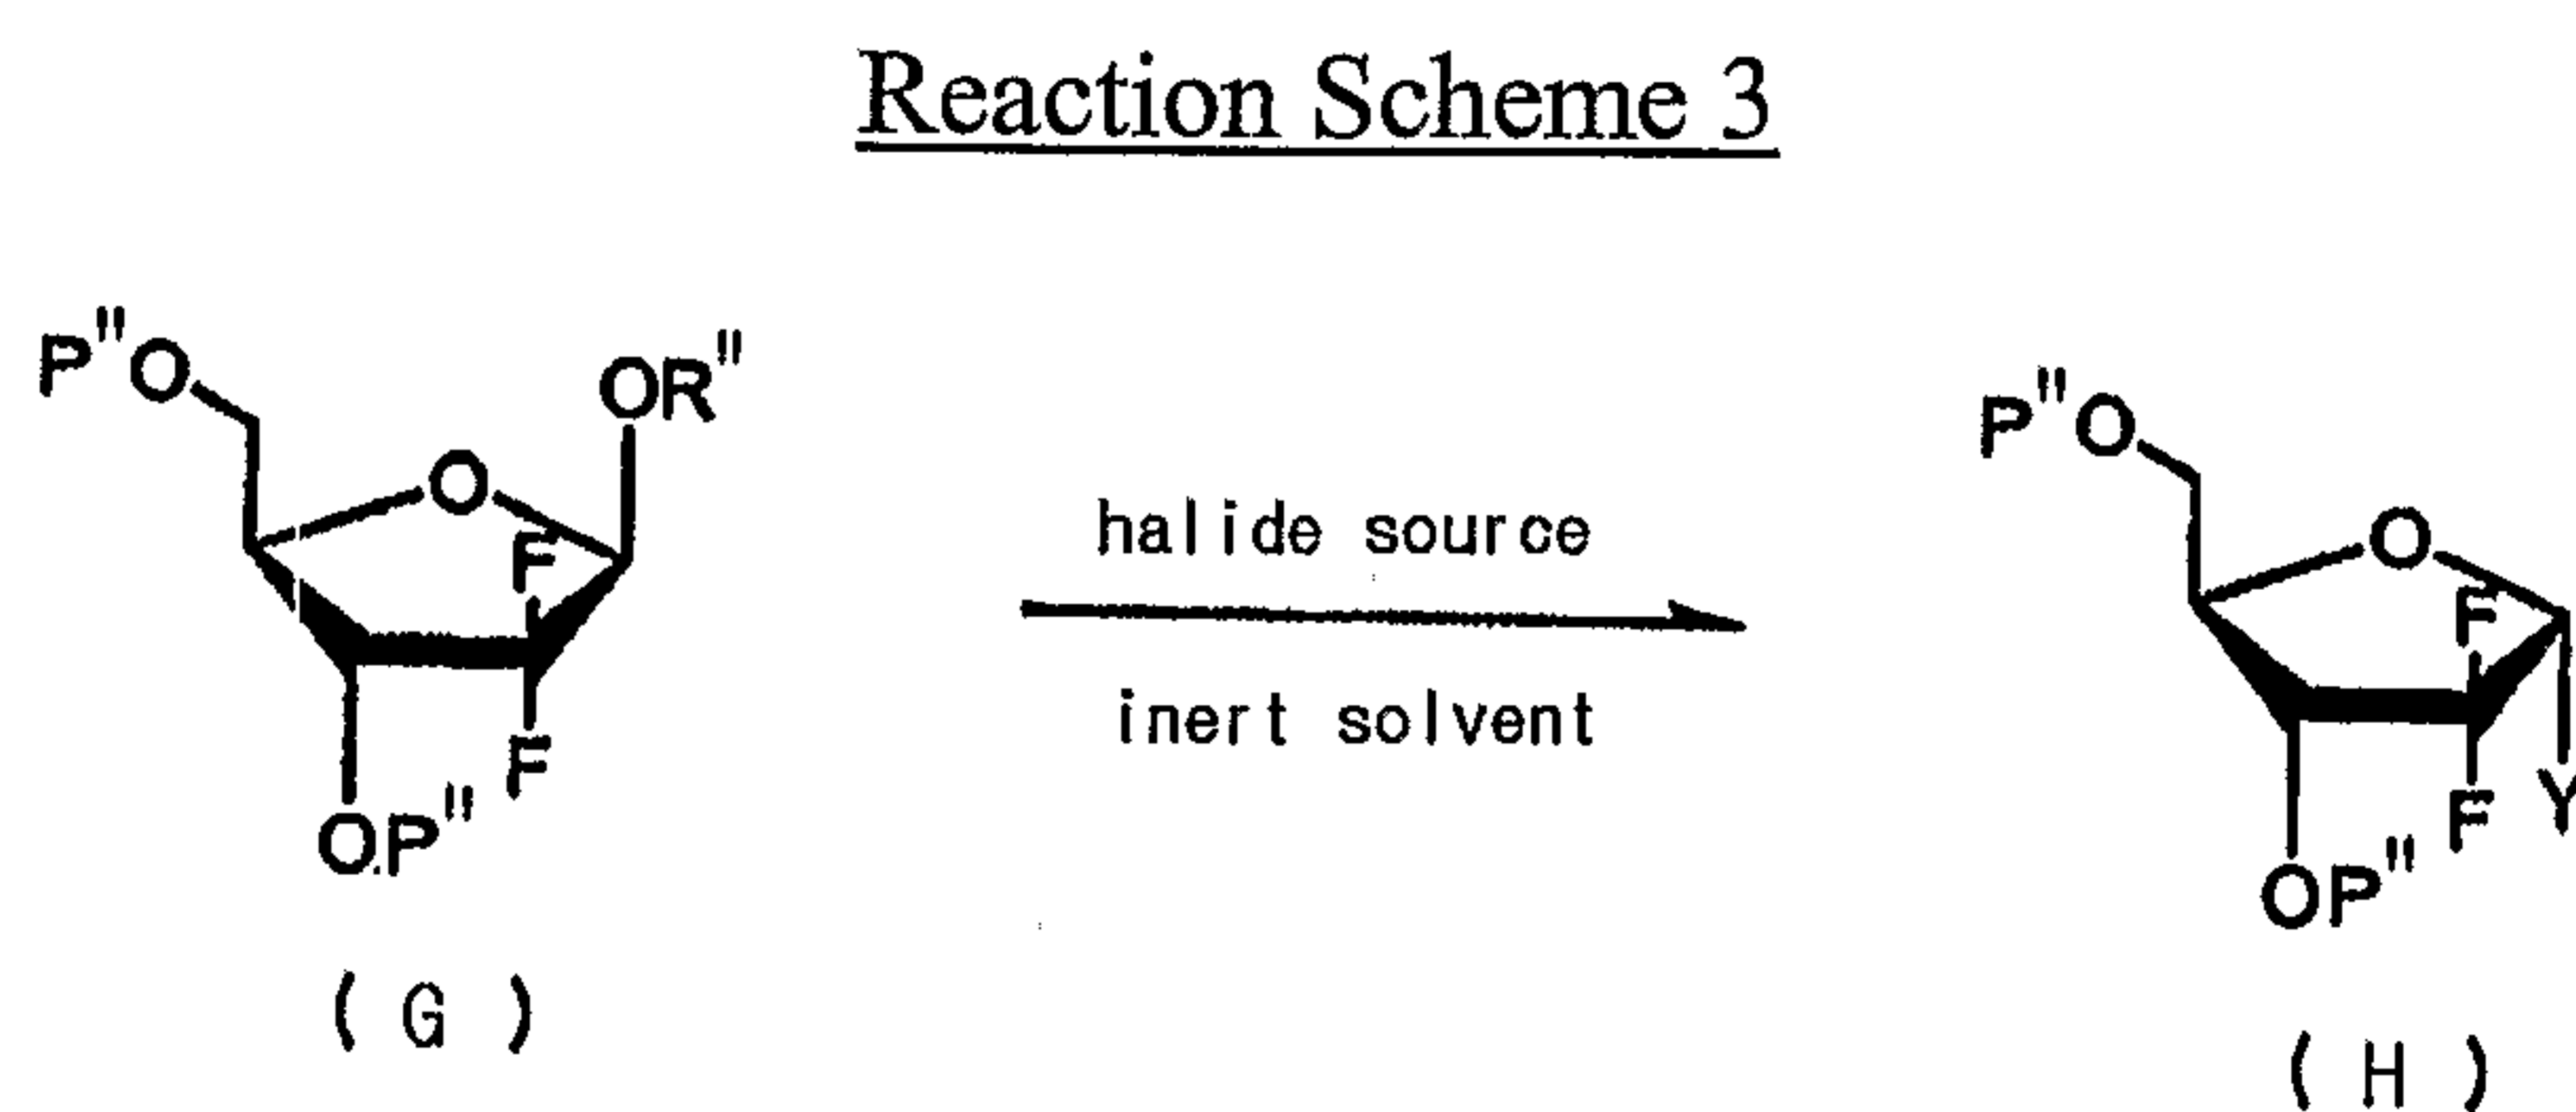 Reaction Scheme 3
P"O
OR"
O
F
F
OP"
( G )
halide source
inert solvent
P"O
O
F
F
Y
OP"
( H )